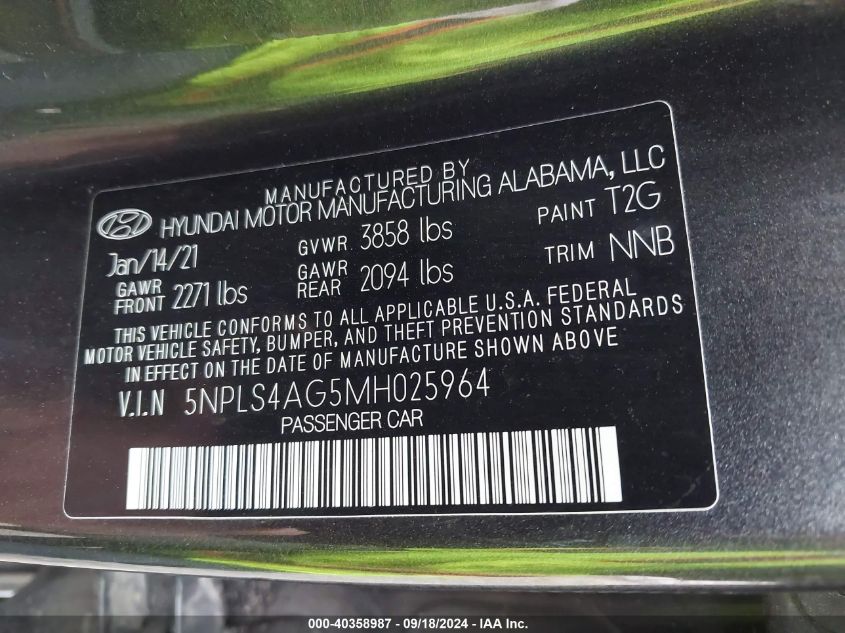 MANUFACTURED BY
HYUNDAI MOTOR MANUFACTURING ALABAMA, LLC
Jan/14/21 GVWR 3858 lbs PAINT T2G
GAWR FRONT 2271 lbs GAWR REAR 2094 lbs TRIM NNB
THIS VEHICLE CONFORMS TO ALL APPLICABLE U.S.A. FEDERAL
MOTOR VEHICLE SAFETY, BUMPER, AND THEFT PREVENTION STANDARDS
IN EFFECT ON THE DATE OF MANUFACTURE SHOWN ABOVE
V.I.N 5NPLS4AG5MH025964
PASSENGER CAR
000-40358987 - 09/18/2024 - IAA Inc.